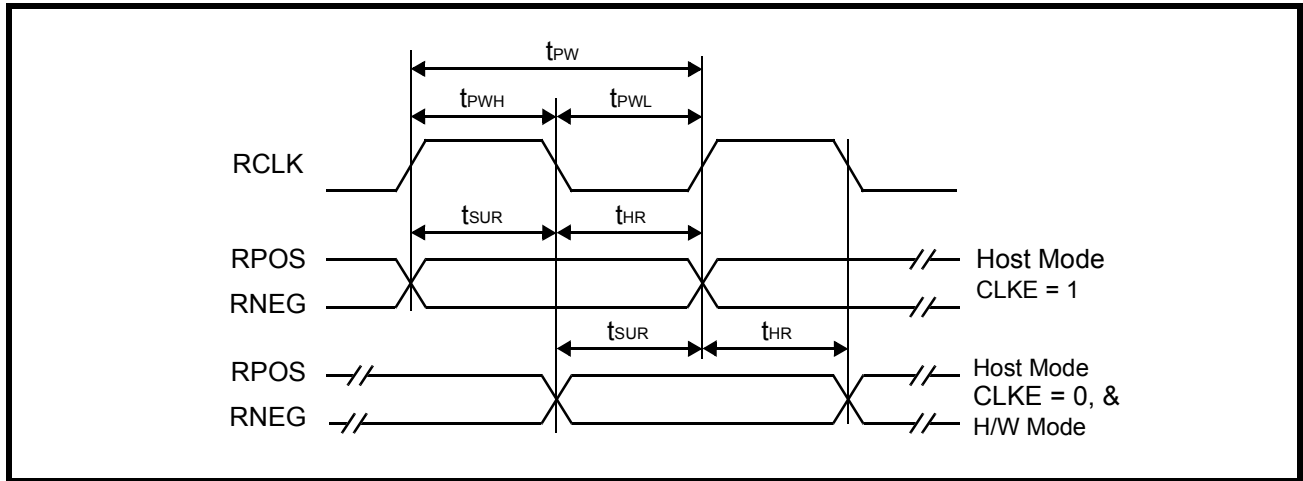 tPW
tPWH
tPWL
RCLK
tSUR
tHR
RPOS
RNEG
Host Mode
CLKE = 1
tSUR
tHR
RPOS
RNEG
Host Mode
CLKE = 0, &
H/W Mode